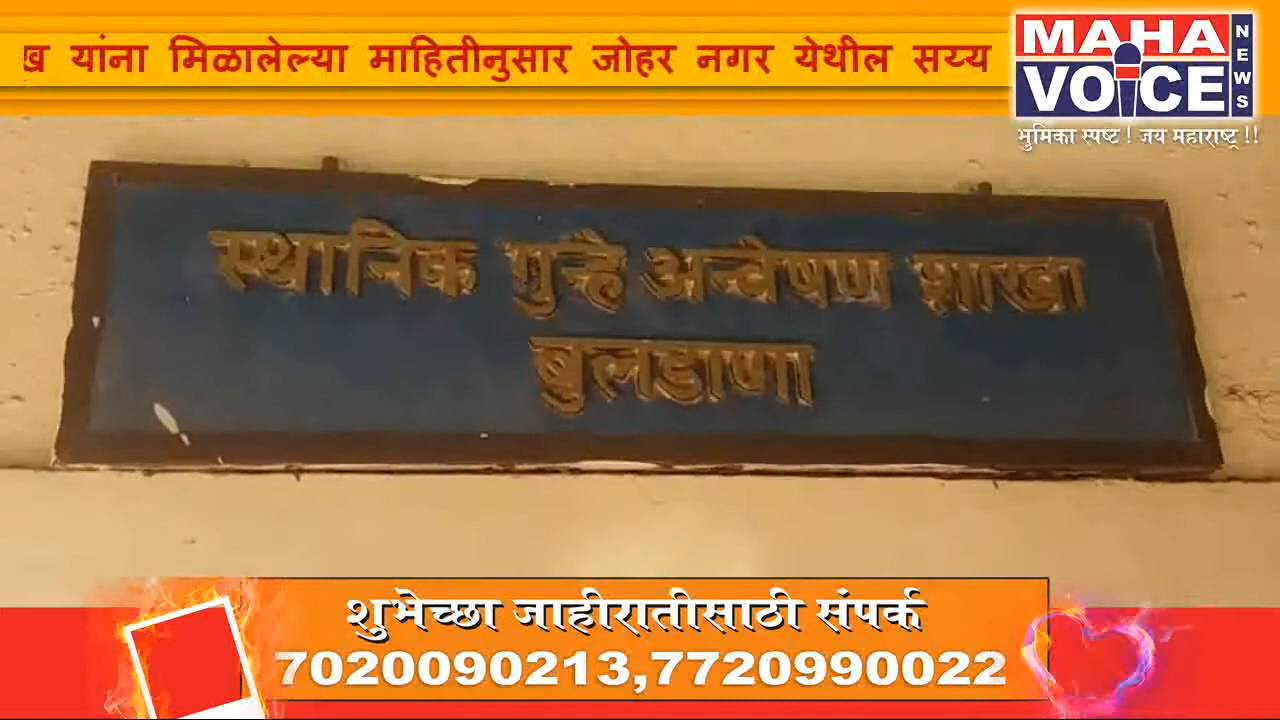 यांना मिळालेल्या माहितीनुसार जोहर नगर येथील सय्य
MAHA
VOICE
NEWS
भुमिका स्पष्ट ! जय महाराष्ट्र !!
स्थानिक गुन्हे अन्वेषण शाखा
बुलडाणा
शुभेच्छा जाहीरातीसाठी संपर्क
7020090213,7720990022